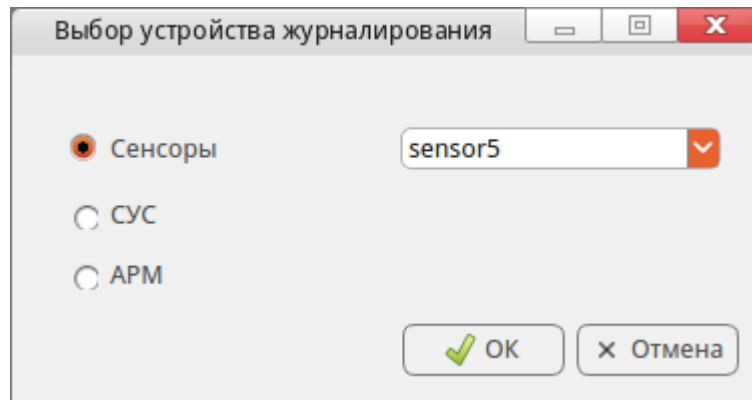 Выбор устройства журналирования
Сенсоры sensor5
СУС
АРМ
ОК Отмена